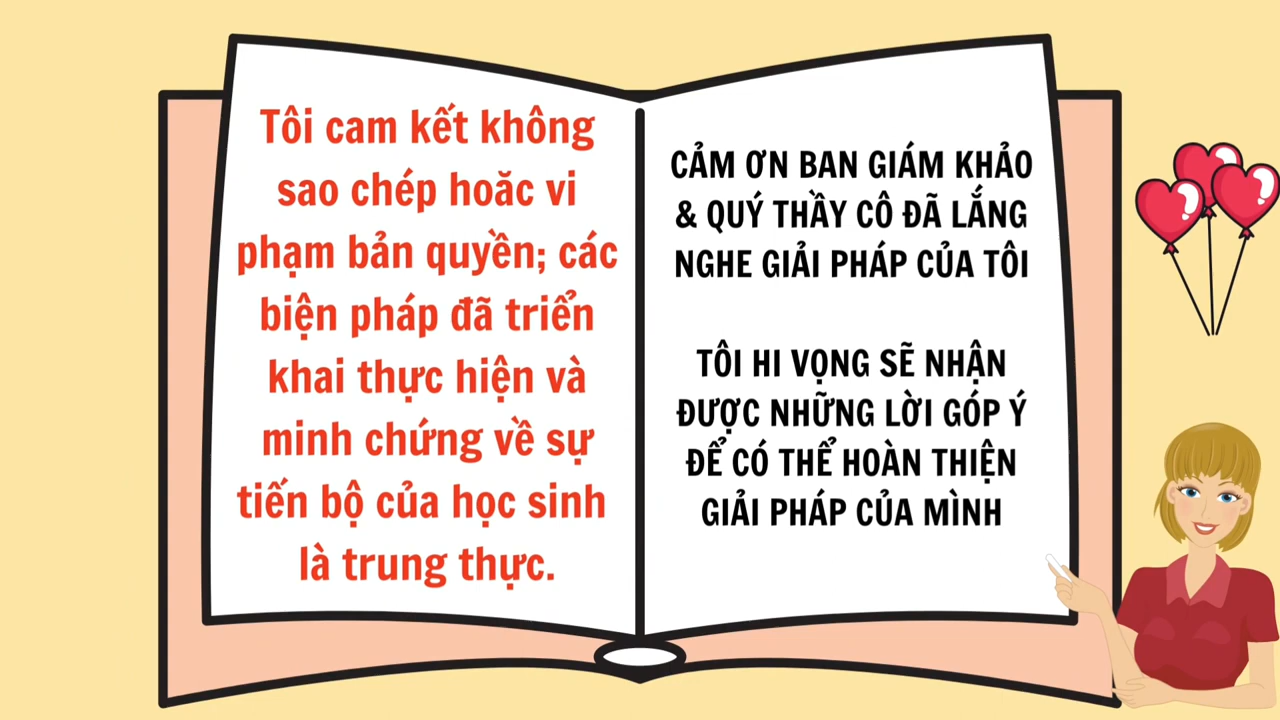 Tôi cam kết không
sao chép hoăc vi
phạm bản quyền; các
biện pháp đã triển
khai thực hiện và
minh chứng về sự
tiến bộ của học sinh
là trung thực.
CẢM ƠN BAN GIÁM KHẢO
& QUÝ THẦY CÔ ĐÃ LẮNG
NGHE GIẢI PHÁP CỦA TÔI
TÔI HI VỌNG SẼ NHẬN
ĐƯỢC NHỮNG LỜI GÓP Ý
ĐỂ CÓ THỂ HOÀN THIỆN
GIẢI PHÁP CỦA MÌNH